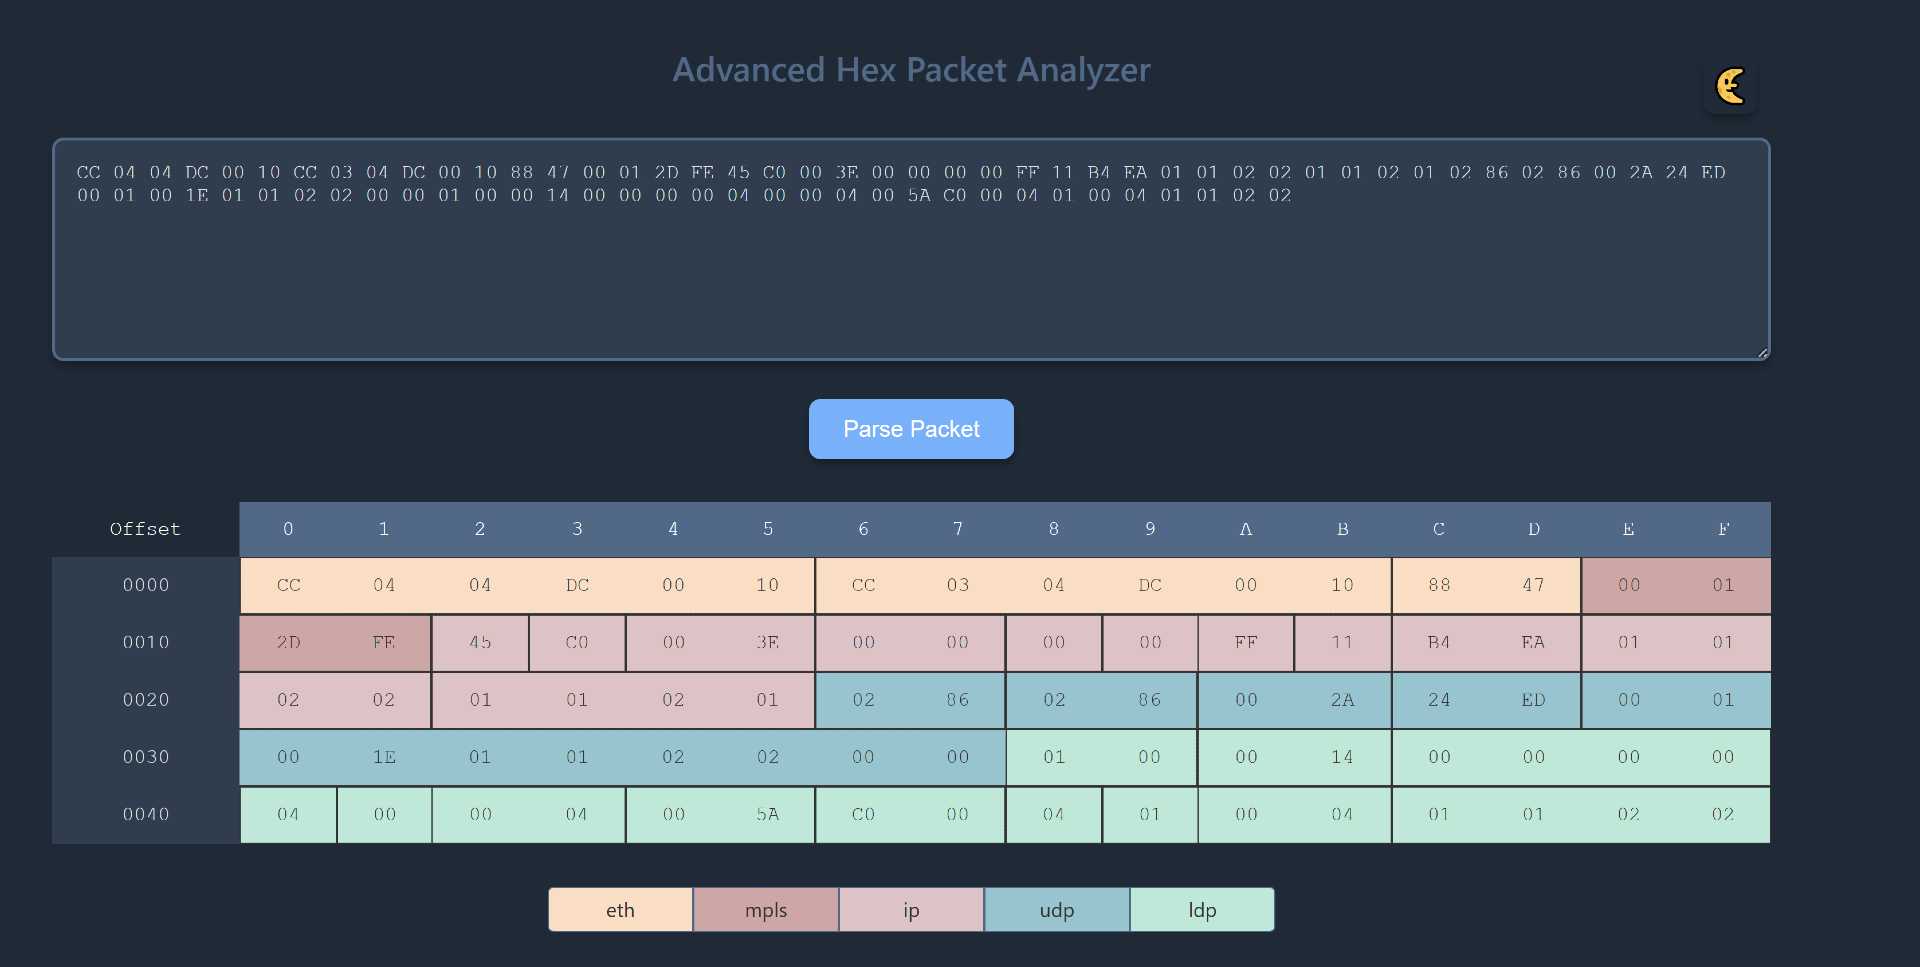 Advanced Hex Packet Analyzer
CC 04 04 DC 00 10 CC 03 04 DC 00 10 88 47 00 01 2D FE 45 C0 00 3E 00 00 00 00 FF 11 B4 EA 01 01 02 02 01 01 02 01 02 86 02 86 00 2A 24 ED
00 01 00 1E 01 01 02 02 00 00 01 00 00 14 00 00 00 00 04 00 00 04 00 5A C0 00 04 01 00 04 01 01 02 02
Parse Packet
Offset 0 1 2 3 4 5 6 7 8 9 A B C D E F
0000 CC 04 04 DC 00 10 CC 03 04 DC 00 10 88 47 00 01
0010 2D FE 45 C0 00 3E 00 00 00 00 FF 11 B4 EA 01 01
0020 02 02 01 01 02 01 02 86 02 86 00 2A 24 ED 00 01
0030 00 1E 01 01 02 02 00 00 01 00 00 14 00 00 00 00
0040 04 00 00 04 00 5A C0 00 04 01 00 04 01 01 02 02
eth mpls ip udp ldp